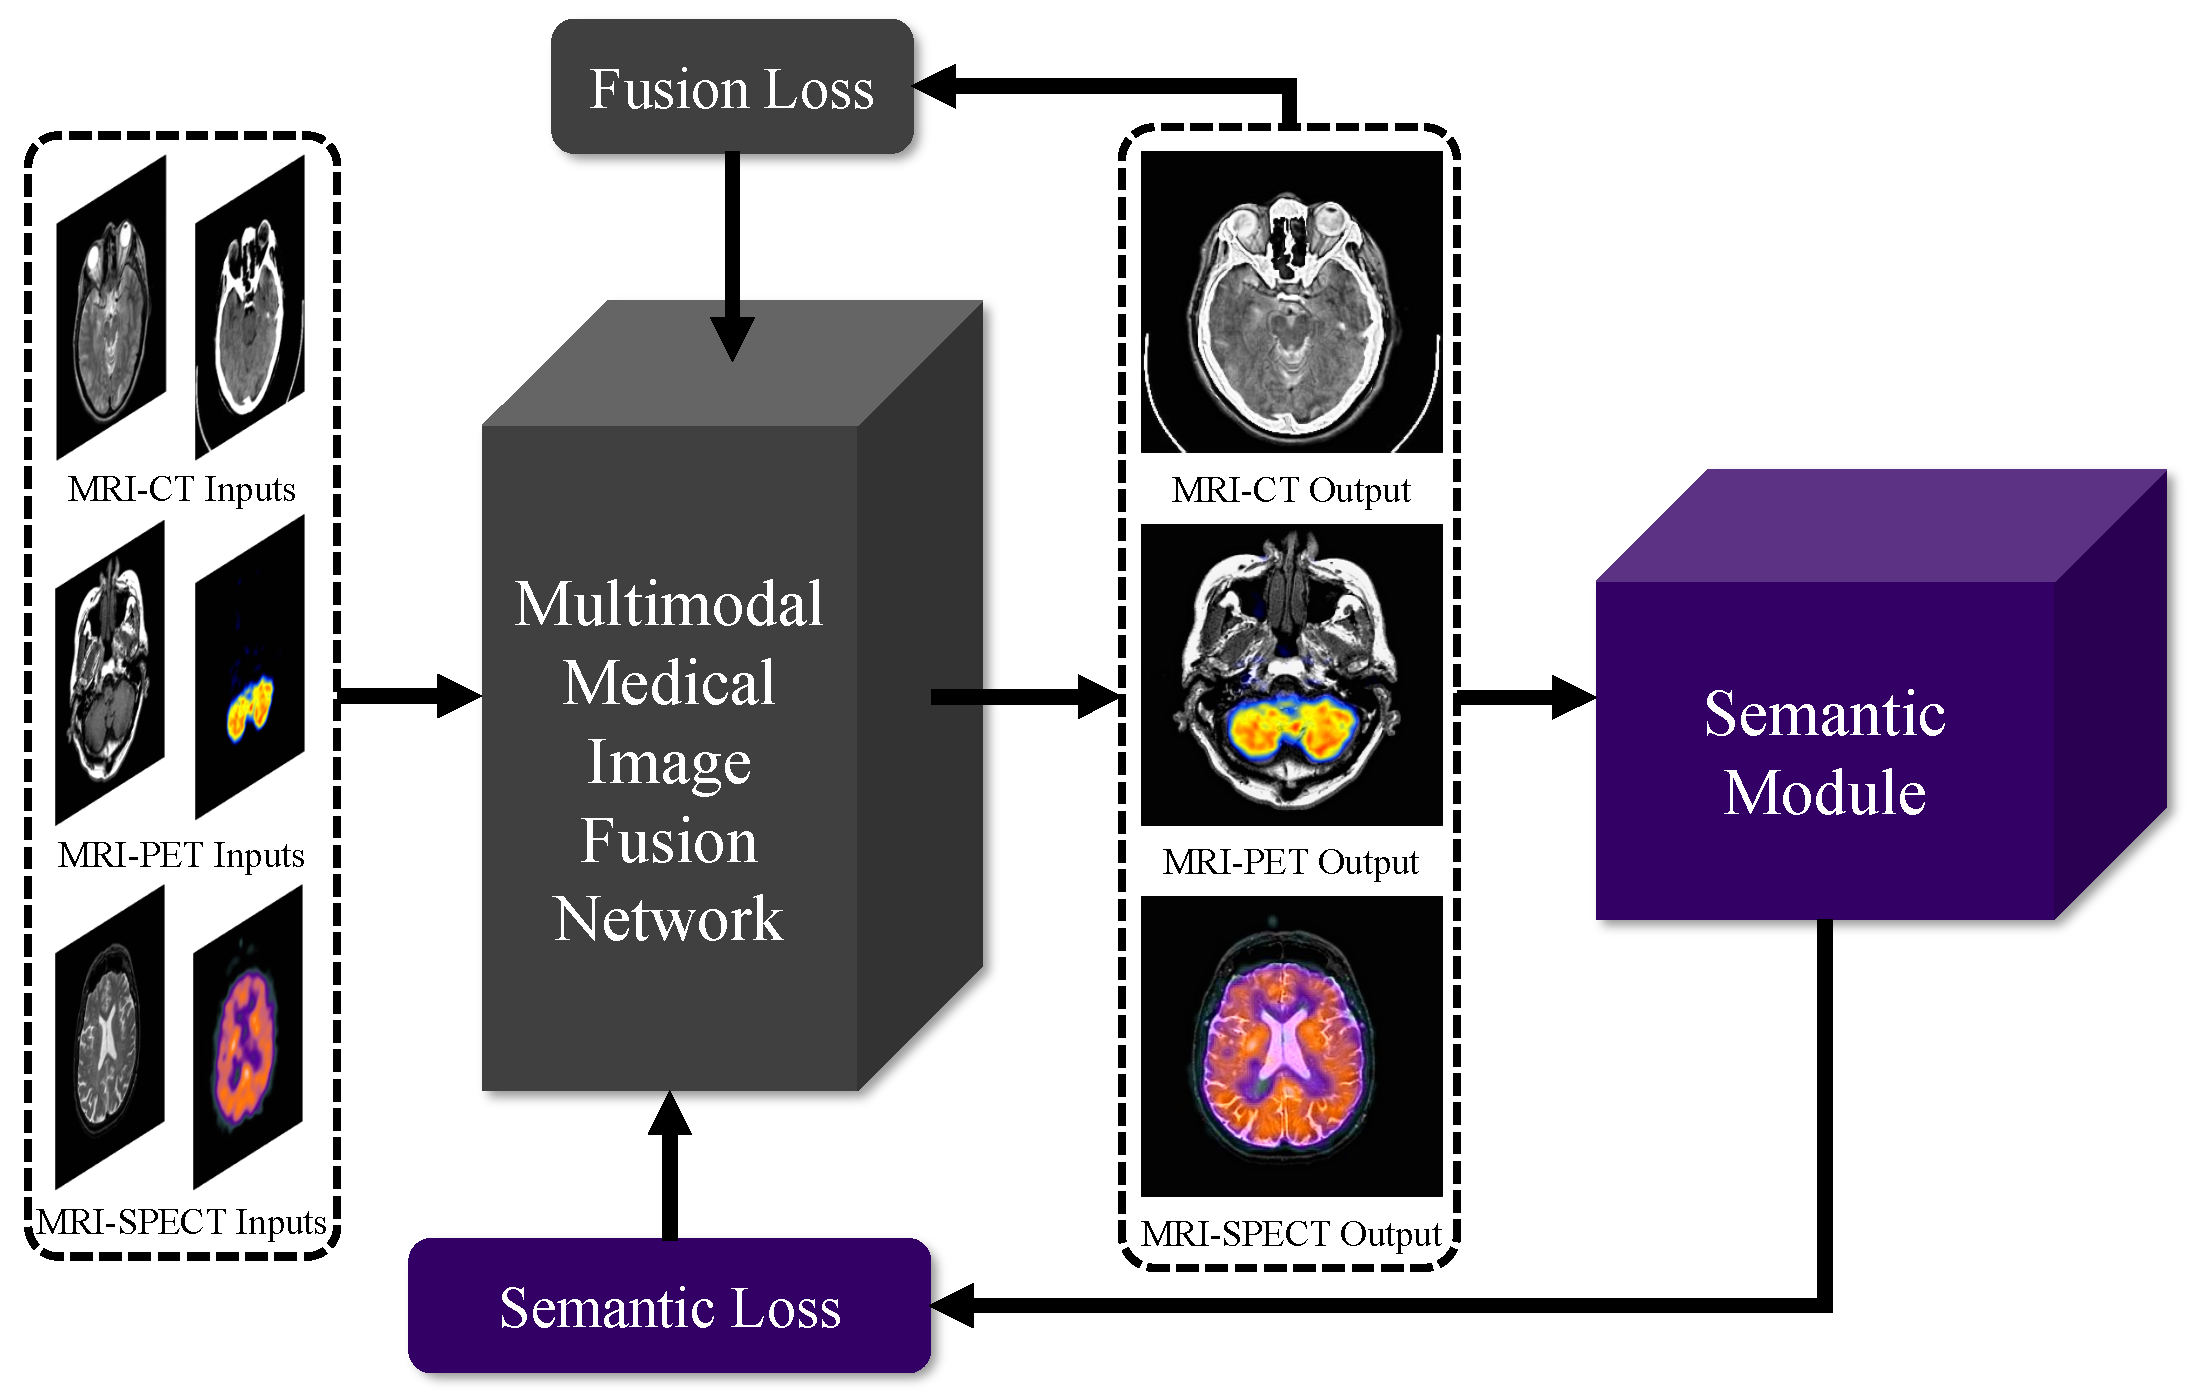 Fusion Loss
MRI-CT Inputs
MRI-PET Inputs
MRI-SPECT Inputs
Multimodal
Medical
Image
Fusion
Network
MRI-CT Output
MRI-PET Output
MRI-SPECT Output
Semantic
Module
Semantic Loss